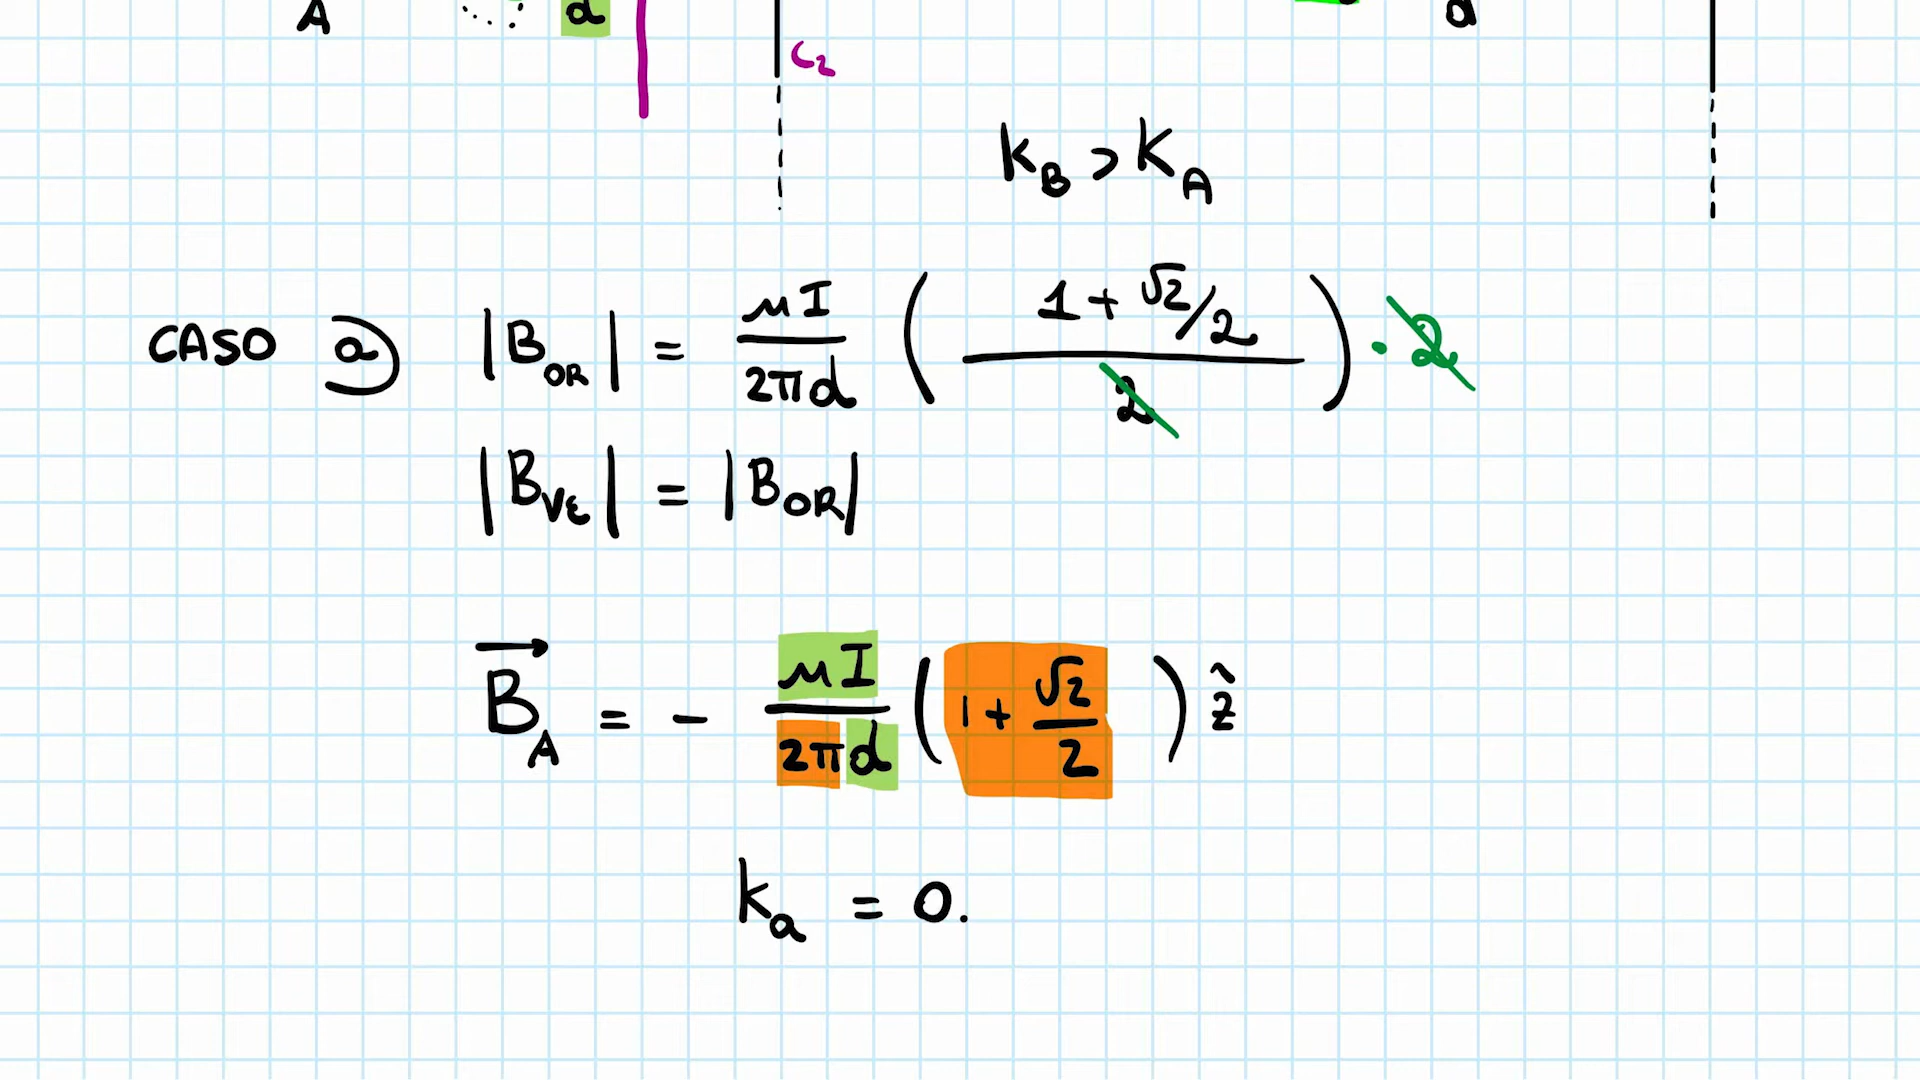 A d C₂ d
K_B > K_A
CASO a) |B_OR| = μI / 2πd ( 1 + √2/2 / 2 ) · 2
|B_VE| = |B_OR|
B⃗_A = - μI / 2πd ( 1 + √2/2 ) ẑ
K_a = 0.